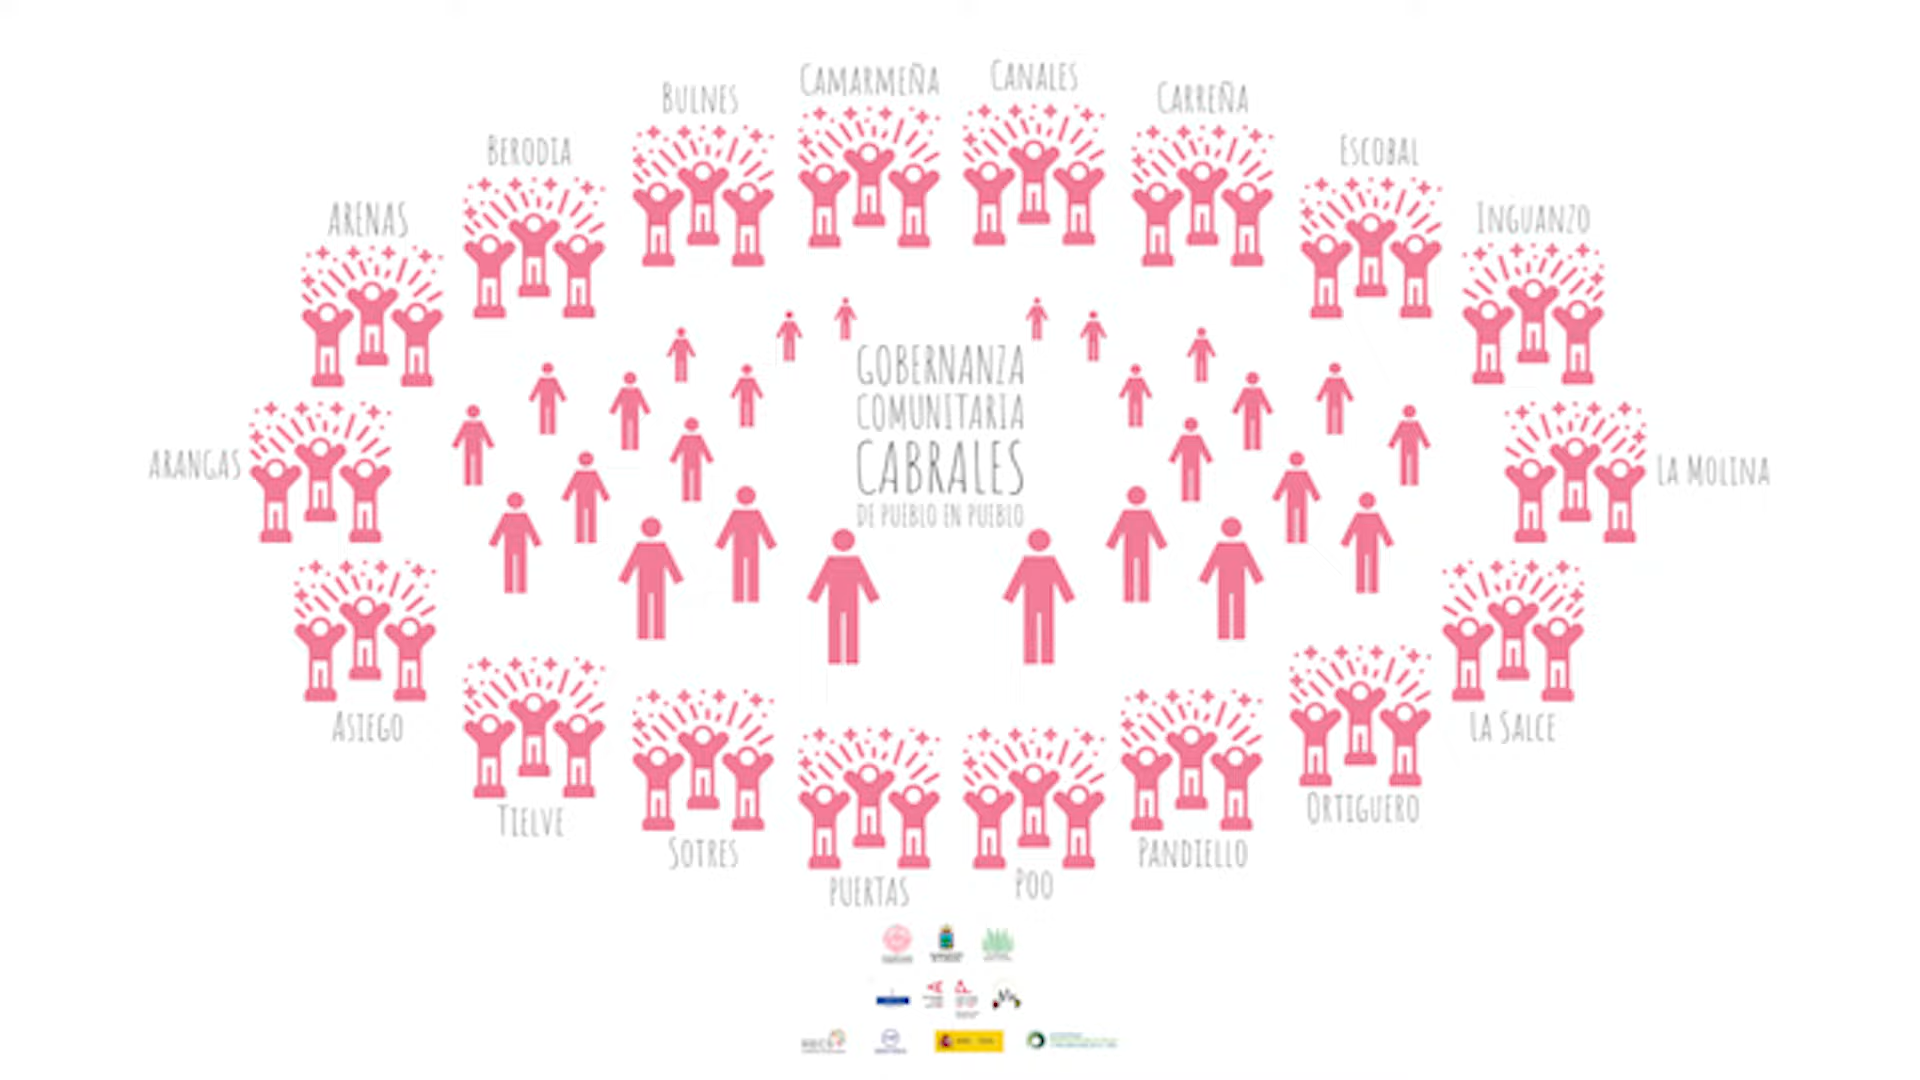 CAMARMEÑA
CANALES
BULNES
CARREÑA
BERODIA
ESCOBAL
ARENAS
INGUANZO
GOBERNANZA
COMUNITARIA
CABRALES
DE PUEBLO EN PUEBLO
ARANGAS
LA MOLINA
ASIEGO
LA SALCE
TIELVE
ORTIGUERO
SOTRES
PANDIELLO
PUERTAS
POO